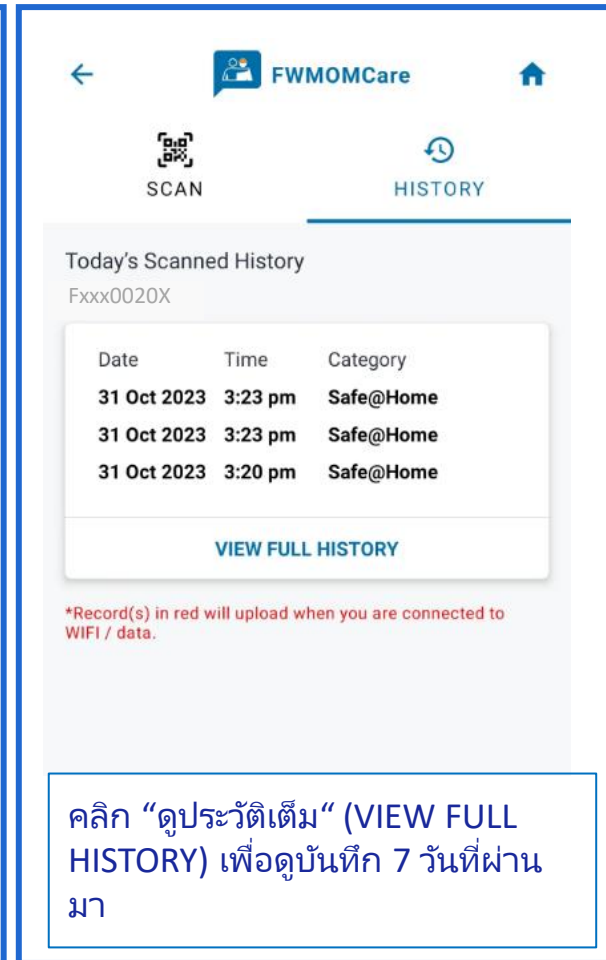 FWMOMCare
SCAN
HISTORY
Today's Scanned History
Fxxx0020X
Date Time Category
31 Oct 2023 3:23 pm Safe@Home
31 Oct 2023 3:23 pm Safe@Home
31 Oct 2023 3:20 pm Safe@Home
VIEW FULL HISTORY
*Record(s) in red will upload when you are connected to
WIFI / data.
คลิก “ดูประวัติเต็ม“ (VIEW FULL
HISTORY) เพื่อดูบันทึก 7 วันที่ผ่าน
มา